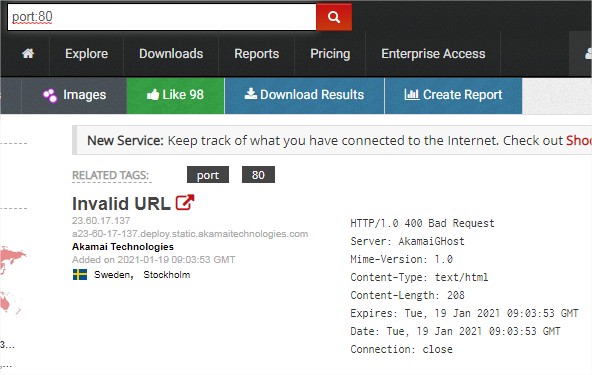 port:80
Explore Downloads Reports Pricing Enterprise Access
Images Like 98 Download Results Create Report
New Service: Keep track of what you have connected to the Internet. Check out
RELATED TAGS: port 80
Invalid URL
23.60.17.137
a23-60-17-137.deploy.static.akamaitechnologies.com
Akamai Technologies
Added on 2021-01-19 09:03:53 GMT
Sweden, Stockholm
HTTP/1.0 400 Bad Request
Server: AkamaiGHost
Mime-Version: 1.0
Content-Type: text/html
Content-Length: 208
Expires: Tue, 19 Jan 2021 09:03:53 GMT
Date: Tue, 19 Jan 2021 09:03:53 GMT
Connection: close